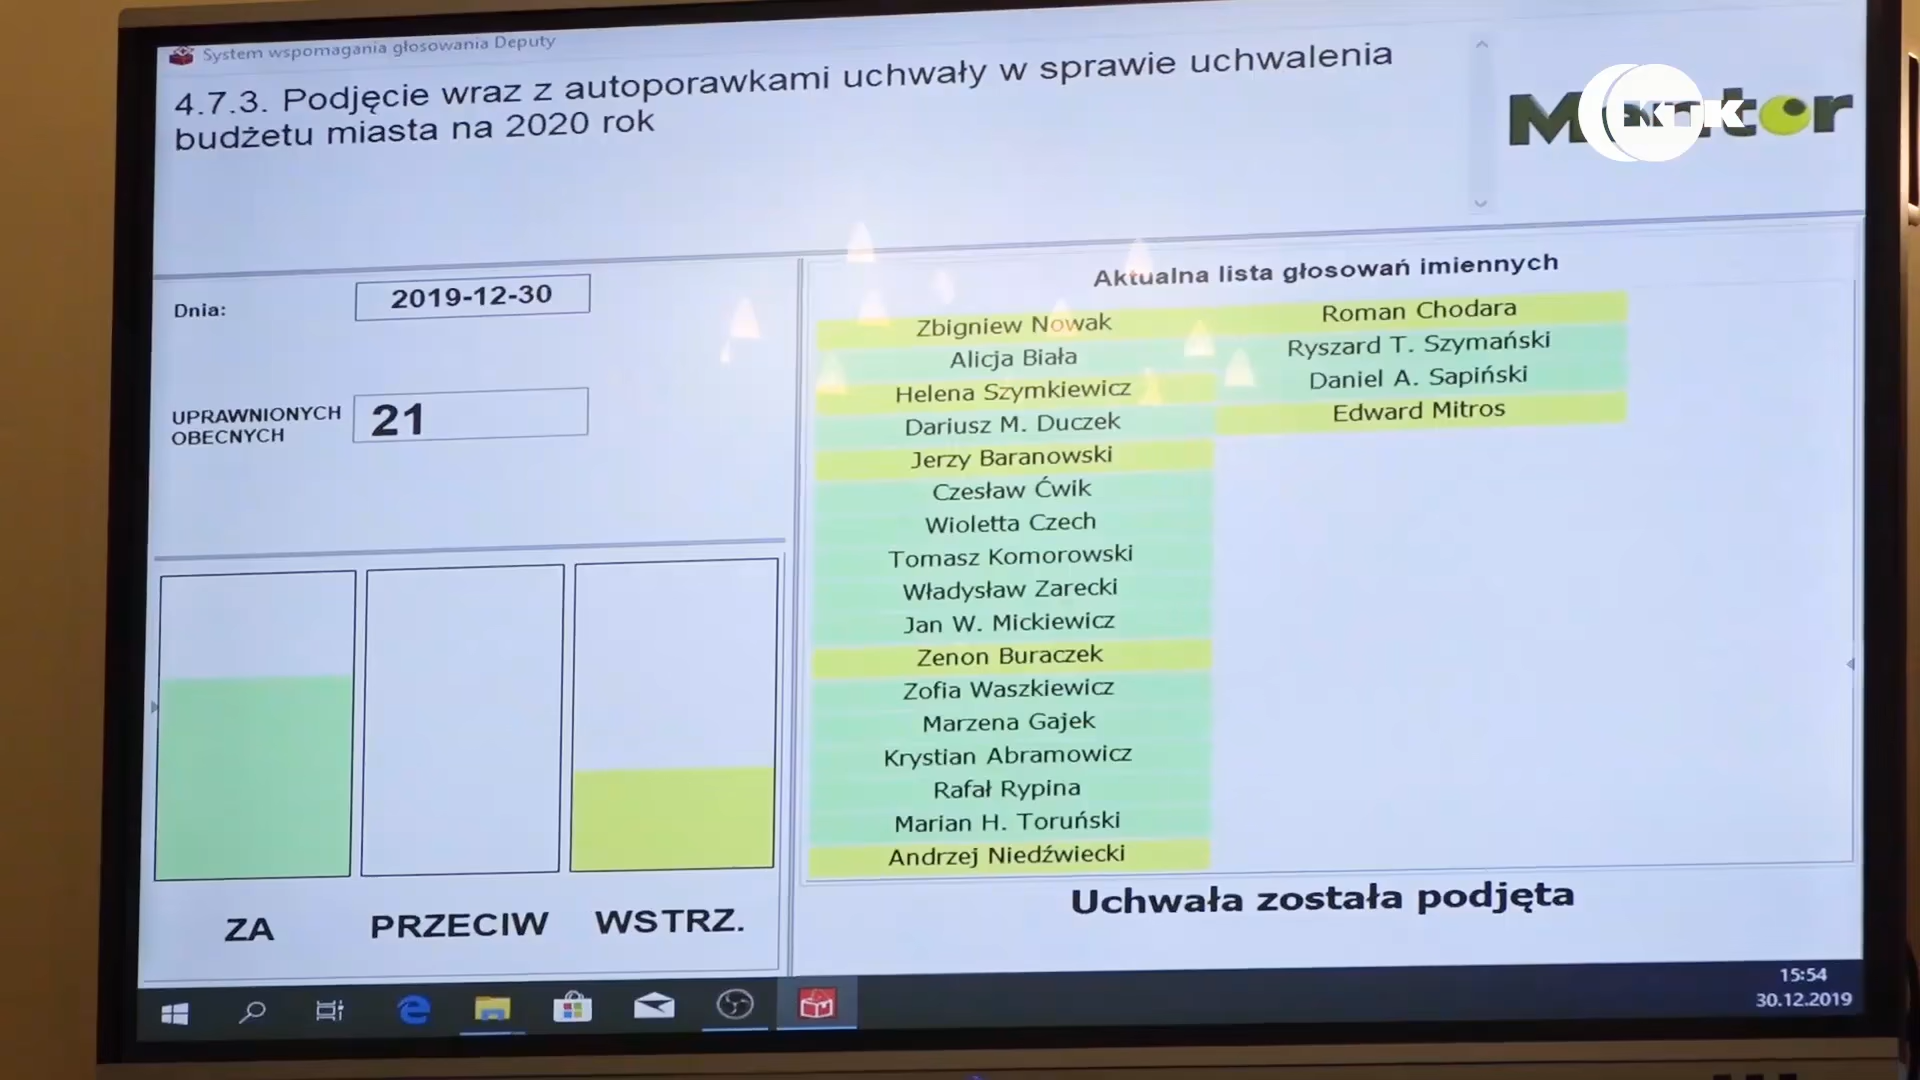 System wspomagania głosowania Deputy
4.7.3. Podjęcie wraz z autoporawkami uchwały w sprawie uchwalenia
budżetu miasta na 2020 rok
KTK
Dnia:
2019-12-30
UPRAWNIONYCH
OBECNYCH
21
ZA
PRZECIW
WSTRZ.
Aktualna lista głosowań imiennych
Zbigniew Nowak
Alicja Biała
Helena Szymkiewicz
Dariusz M. Duczek
Jerzy Baranowski
Czesław Ćwik
Wioletta Czech
Tomasz Komorowski
Władysław Zarecki
Jan W. Mickiewicz
Zenon Buraczek
Zofia Waszkiewicz
Marzena Gajek
Krystian Abramowicz
Rafał Rypina
Marian H. Toruński
Andrzej Niedźwiecki
Roman Chodara
Ryszard T. Szymański
Daniel A. Sapiński
Edward Mitros
Uchwała została podjęta
15:54
30.12.2019